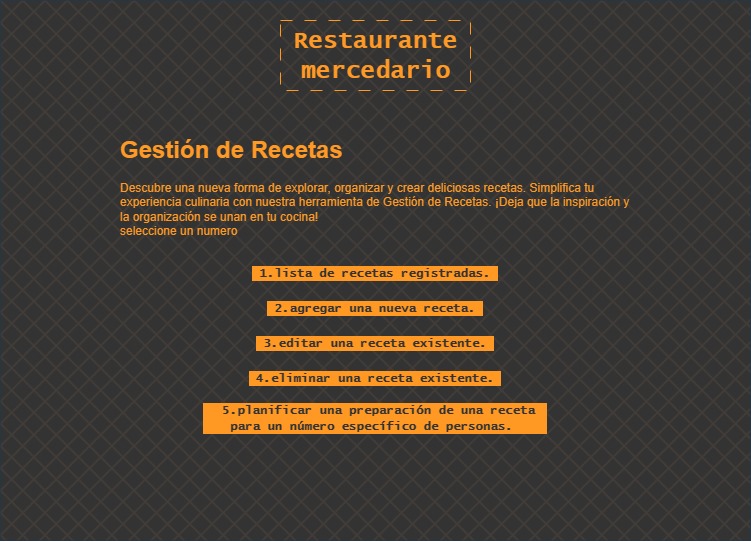 Restaurante
mercedario
Gestión de Recetas
Descubre una nueva forma de explorar, organizar y crear deliciosas recetas. Simplifica tu
experiencia culinaria con nuestra herramienta de Gestión de Recetas. ¡Deja que la inspiración y
la organización se unan en tu cocina!
seleccione un numero
1.lista de recetas registradas.
2.agregar una nueva receta.
3.editar una receta existente.
4.eliminar una receta existente.
5.planificar una preparación de una receta
para un número específico de personas.